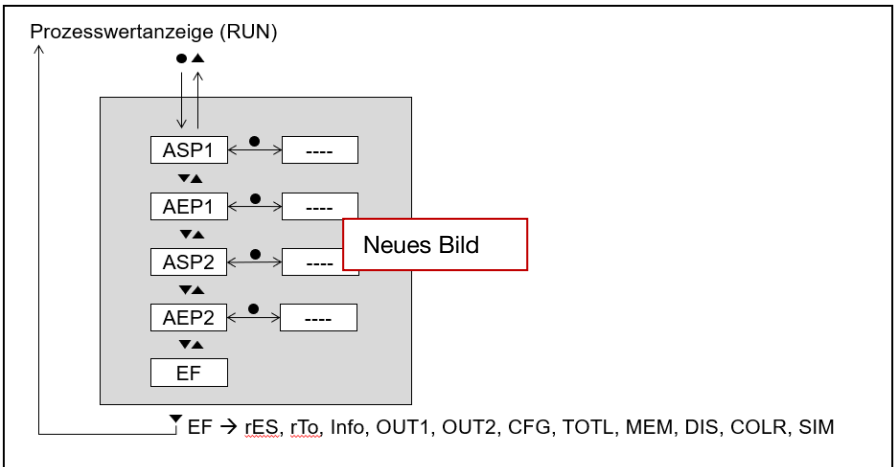 Prozesswertanzeige (RUN)
ASP1 ----
AEP1 ----
ASP2 ----
Neues Bild
AEP2 ----
EF
EF → rES, rTo, Info, OUT1, OUT2, CFG, TOTL, MEM, DIS, COLR, SIM